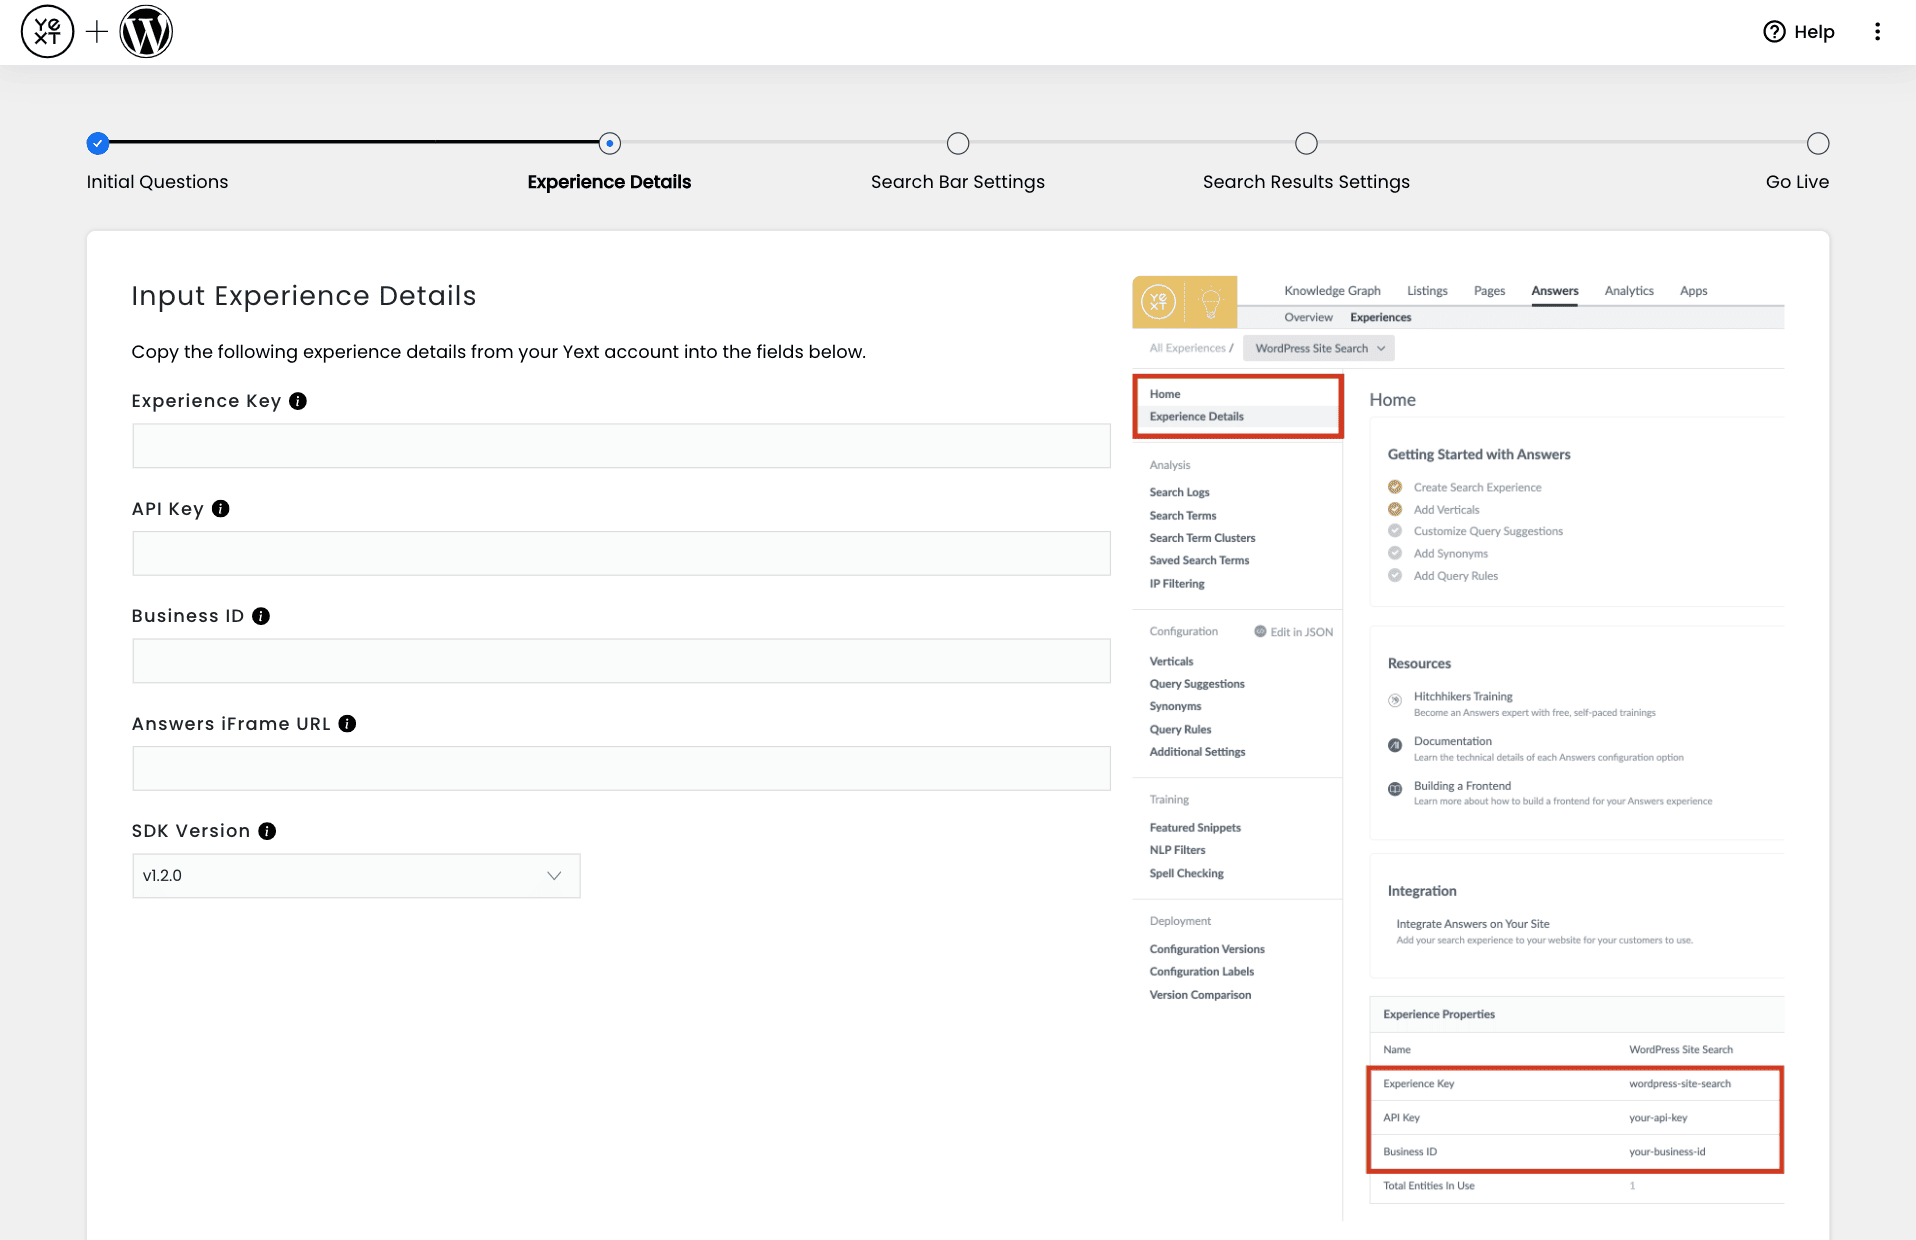 YEXT
W
Help
Initial Questions
Experience Details
Search Bar Settings
Search Results Settings
Go Live
Input Experience Details
Copy the following experience details from your Yext account into the fields below.
Experience Key
API Key
Business ID
Answers iFrame URL
SDK Version
v1.2.0
YEXT
Knowledge Graph Listings Pages Answers Analytics Apps
Overview Experiences
All Experiences / WordPress Site Search
Home
Experience Details
Analysis
Search Logs
Search Terms
Search Term Clusters
Saved Search Terms
IP Filtering
Configuration Edit in JSON
Verticals
Query Suggestions
Synonyms
Query Rules
Additional Settings
Training
Featured Snippets
NLP Filters
Spell Checking
Deployment
Configuration Versions
Configuration Labels
Version Comparison
Home
Getting Started with Answers
Create Search Experience
Add Verticals
Customize Query Suggestions
Add Synonyms
Add Query Rules
Resources
Hitchhikers Training
Become an Answers expert with free, self-paced trainings
Documentation
Learn the technical details of each Answers configuration option
Building a Frontend
Learn more about how to build a frontend for your Answers experience
Integration
Integrate Answers on Your Site
Add your search experience to your website for your customers to use.
Experience Properties
Name WordPress Site Search
Experience Key wordpress-site-search
API Key your-api-key
Business ID your-business-id
Total Entities In Use 1